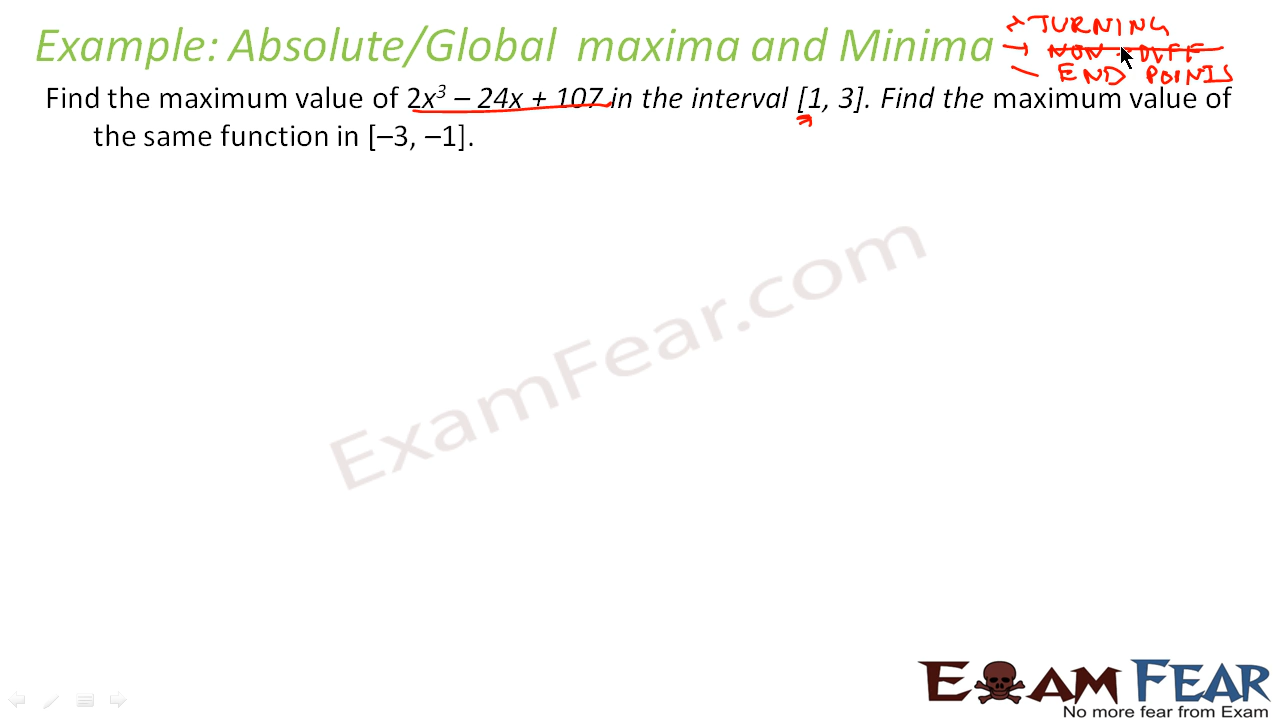 Example: Absolute/Global maxima and Minima
TURNING
NON - DIFF
END POINTS
Find the maximum value of 2x³ – 24x + 107 in the interval [1, 3]. Find the maximum value of
the same function in [–3, –1].
ExamFear.com
EXAM FEAR
No more fear from Exam